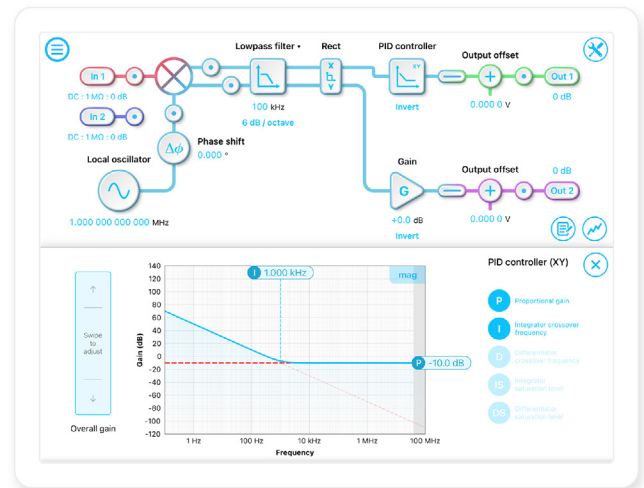 Lowpass filter ▾
Rect
PID controller
Output offset
In 1
X
Y
XY
Out 1
DC : 1 MΩ : 0 dB
100 kHz
Invert
0.000 0 V
0 dB
In 2
6 dB / octave
DC : 1 MΩ : 0 dB
Phase shift
Δϕ
0.000 °
Local oscillator
Gain
Output offset
0 dB
G
Out 2
1.000 000 000 000 MHz
+0.0 dB
0.000 0 V
Invert
PID controller (XY)
Swipe
to
adjust
Overall gain
Gain (dB)
140
120
100
80
60
40
20
0
-20
-40
-60
-80
-100
-120
I 1.000 kHz
mag
P -10.0 dB
1 Hz
100 Hz
10 kHz
1 MHz
100 MHz
Frequency
P Proportional gain
I Integrator crossover
frequency
D Differentiator
crossover frequency
IS Integrator
saturation level
DS Differentiator
saturation level